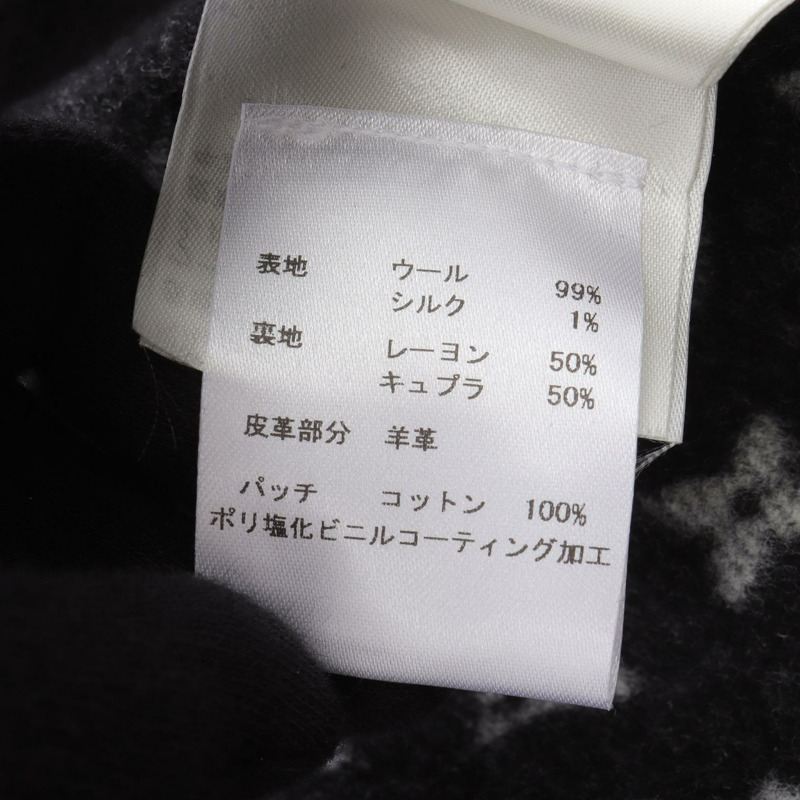 表地 ウール 99%
シルク 1%
裏地 レーヨン 50%
キュプラ 50%
皮革部分 羊革
パッチ コットン 100%
ポリ塩化ビニルコーティング加工